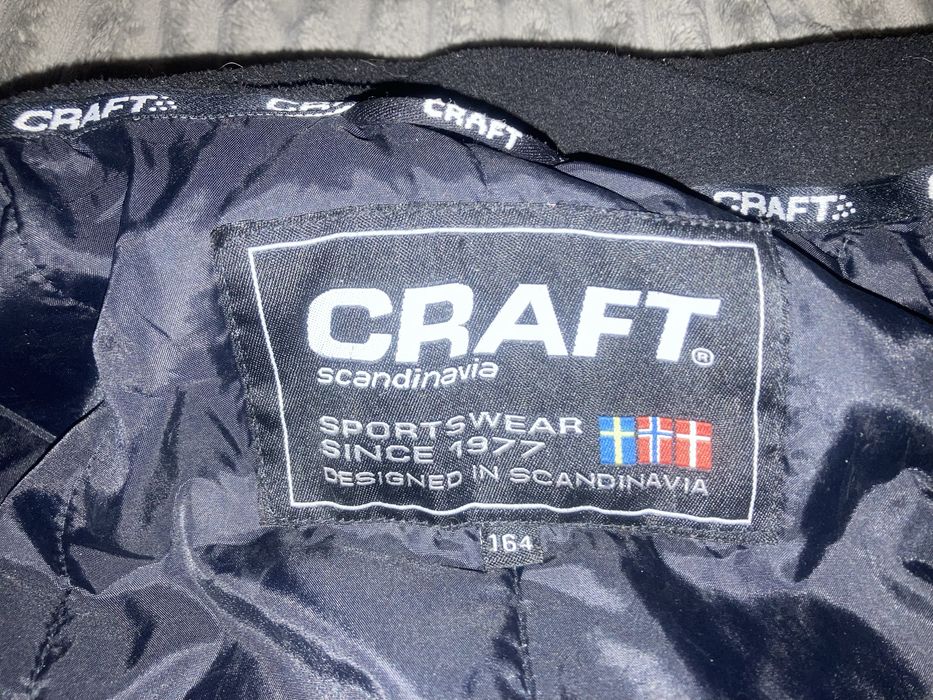 CRAFT
CRAFT
CRAFT
CRAFT
CRAFT®
scandinavia
SPORTSWEAR
SINCE 1977
DESIGNED IN SCANDINAVIA
164